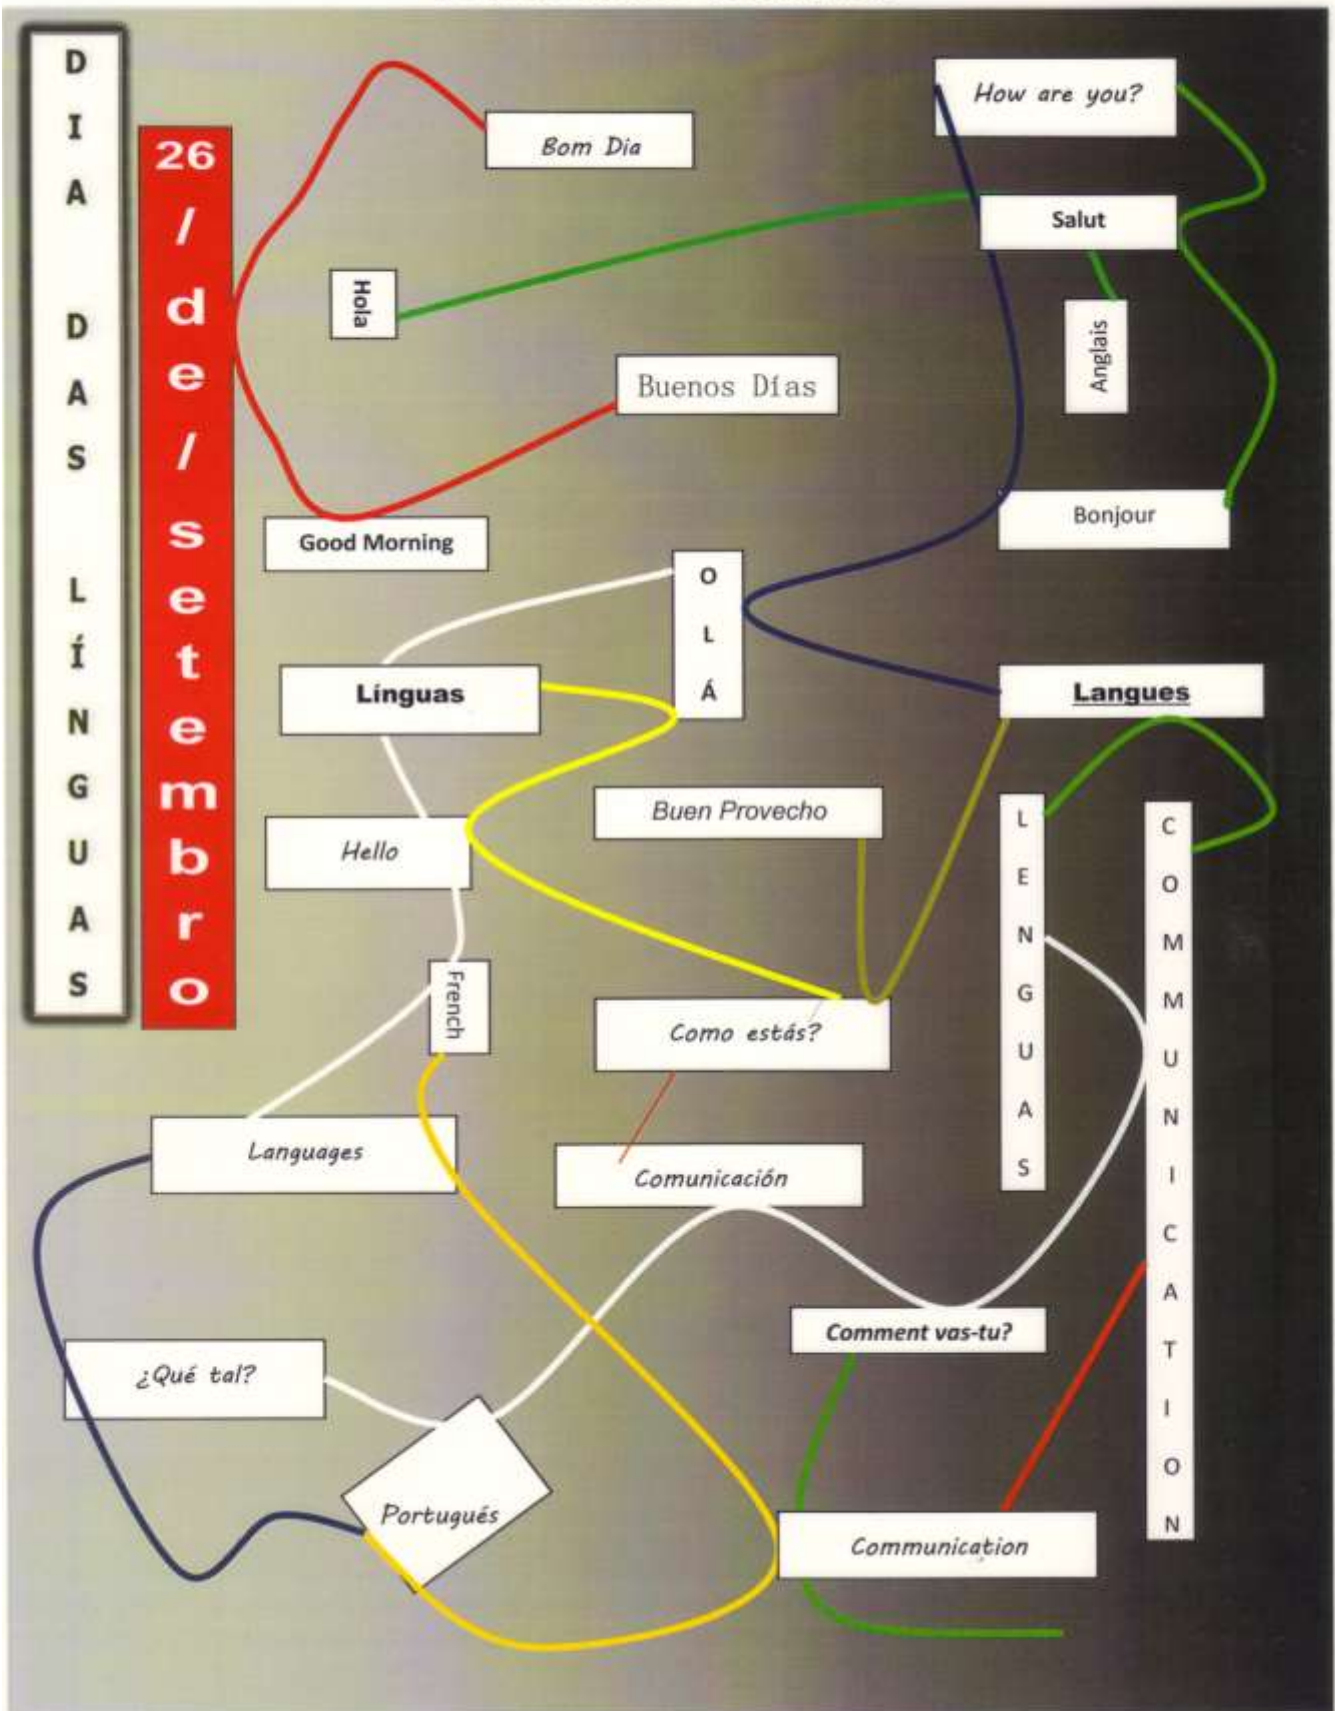 DIA DAS LÍNGUAS
26/de/setembro
Bom Dia
How are you?
Salut
Hola
Anglais
Buenos Días
Bonjour
Good Morning
OLÁ
Línguas
Langues
Buen Provecho
LENGUAS
COMMUNICATION
Hello
French
Como estás?
Languages
Comunicación
Comment vas-tu?
¿Qué tal?
Portugués
Communication